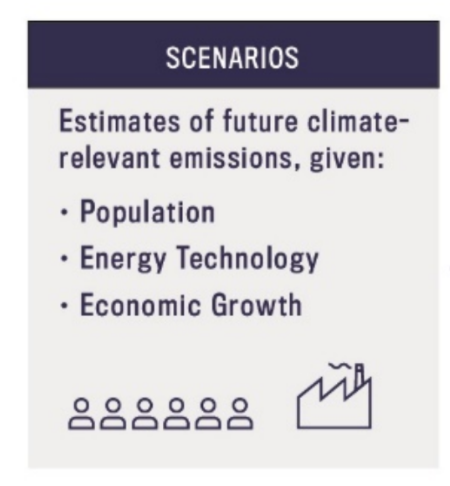 SCENARIOS
Estimates of future climate-
relevant emissions, given:
· Population
· Energy Technology
· Economic Growth